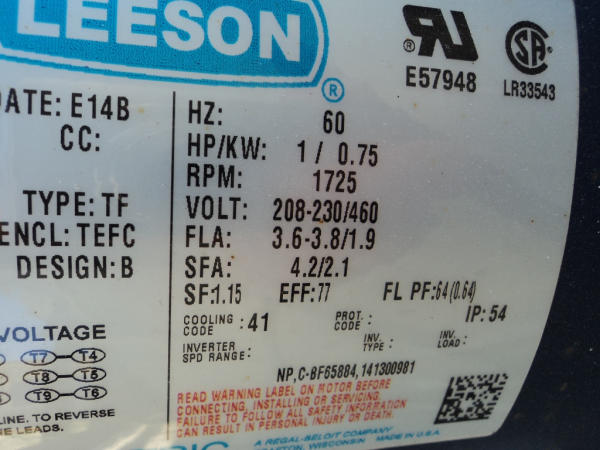 LEESON
®
® UR
E57948
SA
LR33543
DATE: E14B
CC:
TYPE: TF
ENCL: TEFC
DESIGN: B
VOLTAGE
T7 T4
T8 T5
T9 T6
LINE. TO REVERSE
LEADS.
HZ: 60
HP/KW: 1 / 0.75
RPM: 1725
VOLT: 208-230/460
FLA: 3.6-3.8/1.9
SFA: 4.2/2.1
SF: 1.15 EFF: 77 FL PF: 64(0.64)
COOLING CODE : 41 PROT. CODE : IP: 54
INVERTER SPD RANGE: INV. TYPE : INV. LOAD :
NP,C-BF65884,141300981
READ WARNING LABEL ON MOTOR BEFORE
CONNECTING, INSTALLING OR SERVICING.
FAILURE TO FOLLOW ALL SAFETY WARNINGS
CAN RESULT IN PERSONAL INJURY OR DEATH.
A REGAL-BELOIT COMPANY
WISCONSIN MADE IN U.S.A.